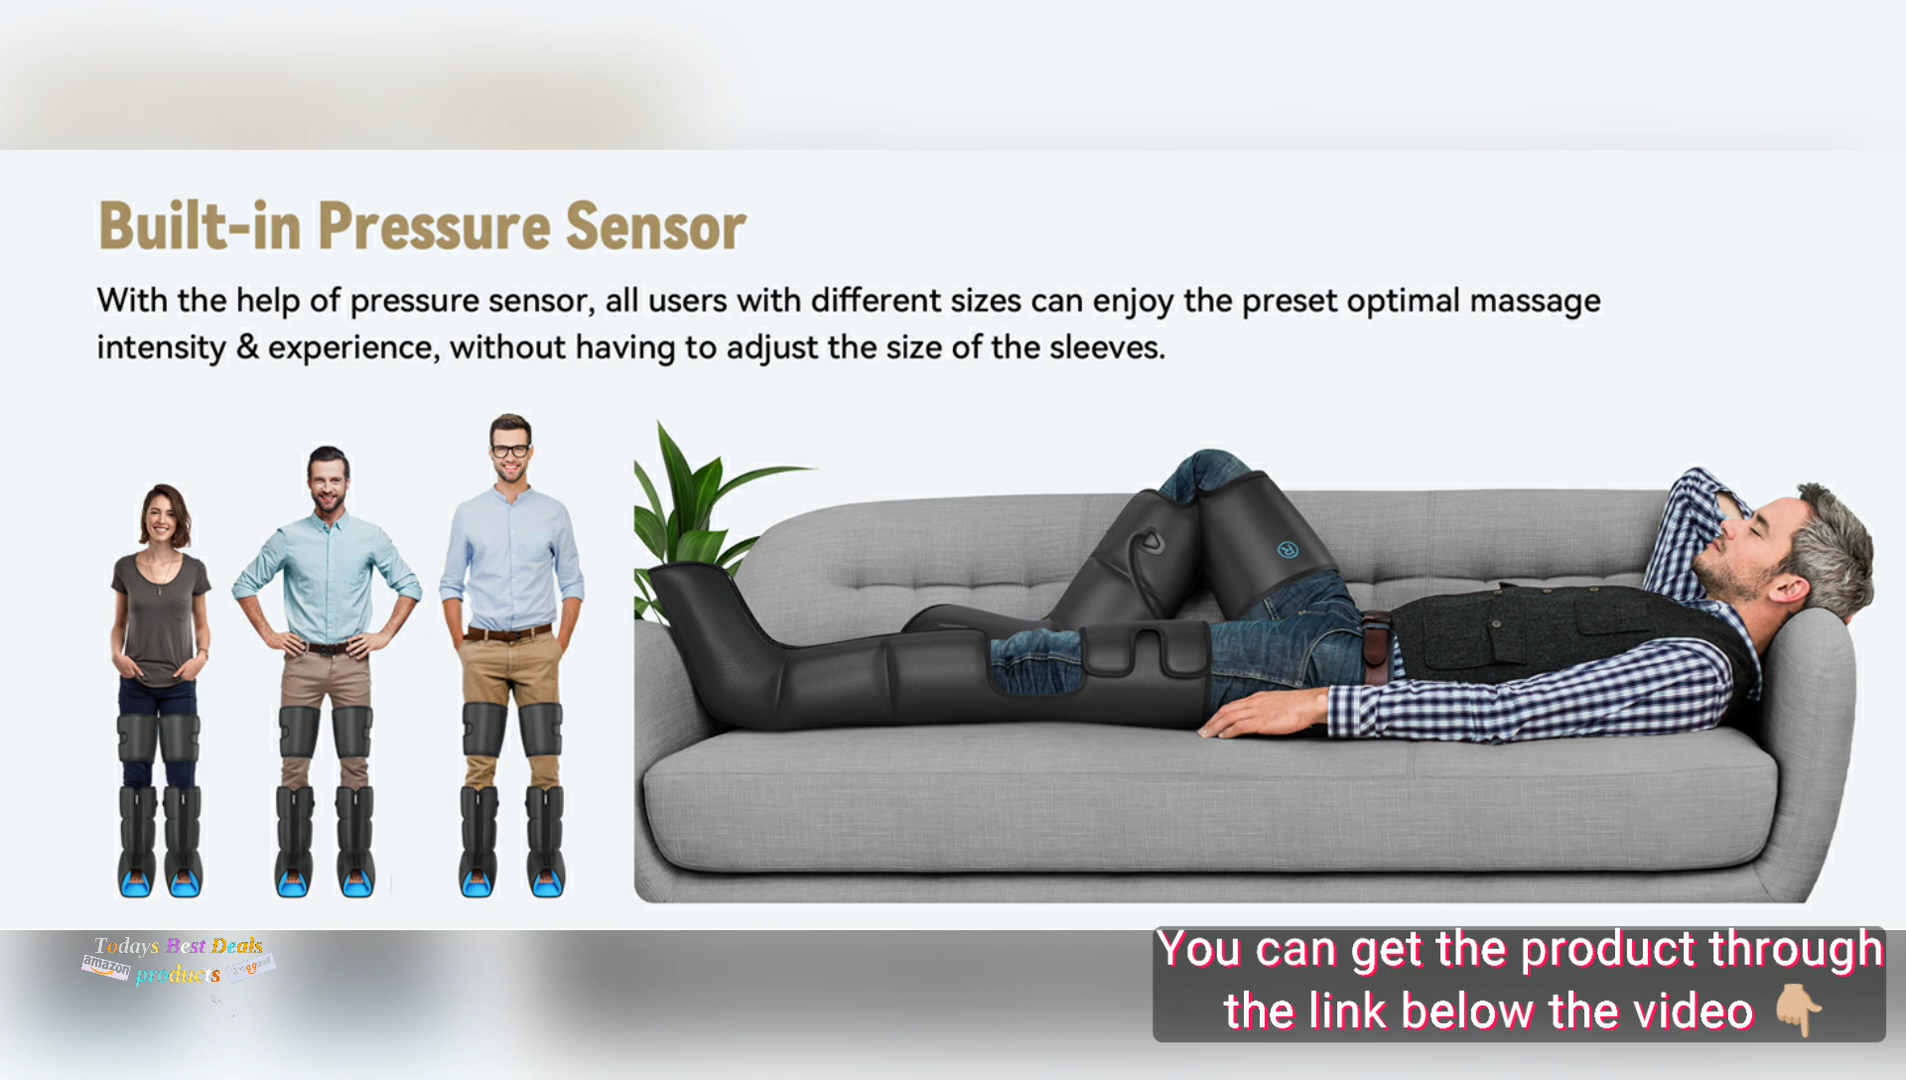 Built-in Pressure Sensor
With the help of pressure sensor, all users with different sizes can enjoy the preset optimal massage
intensity & experience, without having to adjust the size of the sleeves.
R
Todays Best Deals
amazon products
You can get the product through
the link below the video 👇🏼